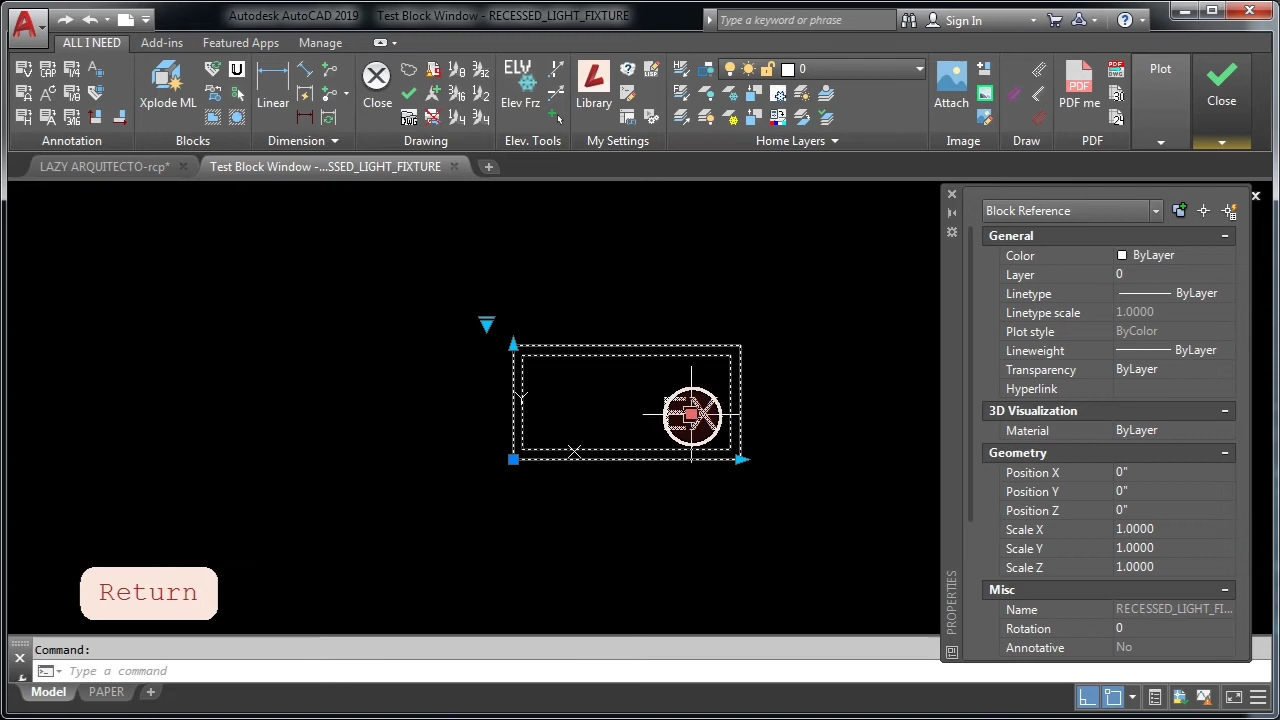 Autodesk AutoCAD 2019 Test Block Window - RECESSED_LIGHT_FIXTURE
Type a keyword or phrase
Sign In
ALL I NEED Add-ins Featured Apps Manage
Xplode ML
Linear
Close
ELV
Elev Frz
Library
0
Attach
PDF
PDF me
Plot
Close
Annotation Blocks Dimension Drawing Elev. Tools My Settings Home Layers Image Draw PDF
LAZY ARQUITECTO-rcp* Test Block Window -...SSED_LIGHT_FIXTURE
Block Reference
General
Color ByLayer
Layer 0
Linetype ByLayer
Linetype scale 1.0000
Plot style ByColor
Lineweight ByLayer
Transparency ByLayer
Hyperlink
3D Visualization
Material ByLayer
Geometry
Position X 0"
Position Y 0"
Position Z 0"
Scale X 1.0000
Scale Y 1.0000
Scale Z 1.0000
Misc
Name RECESSED_LIGHT_FI...
Rotation 0
Annotative No
PROPERTIES
Y
X
Return
Command:
Type a command
Model PAPER